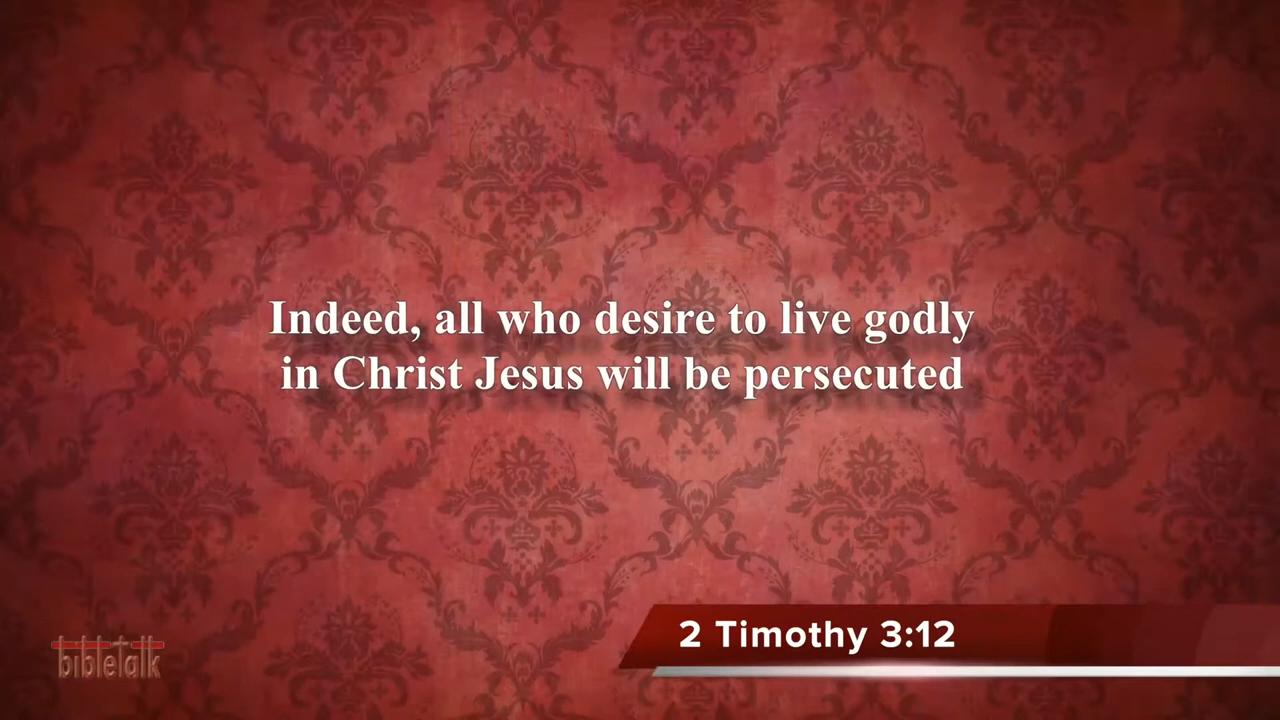 Indeed, all who desire to live godly
in Christ Jesus will be persecuted
2 Timothy 3:12
bibletalk